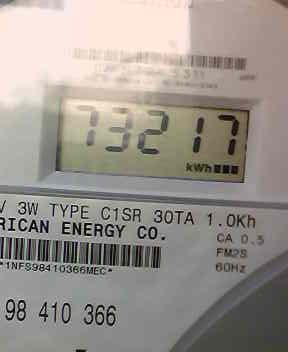 73217
kWh
V 3W TYPE C1SR 30TA 1.0Kh
RICAN ENERGY CO.
CA 0.5
FM2S
60Hz
*1NFS98410366MEC*
98 410 366